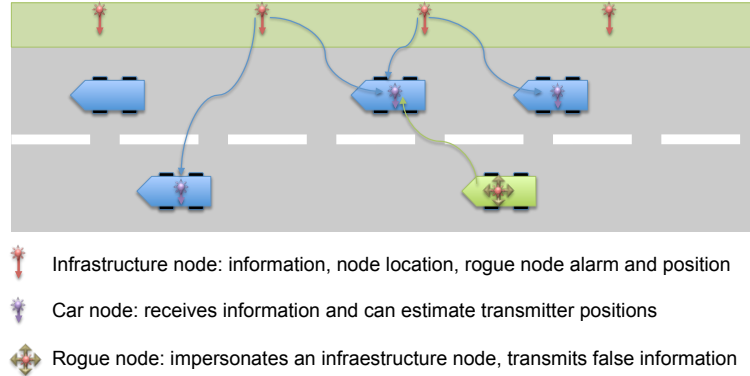 Infrastructure node: information, node location, rogue node alarm and position
Car node: receives information and can estimate transmitter positions
Rogue node: impersonates an infraestructure node, transmits false information